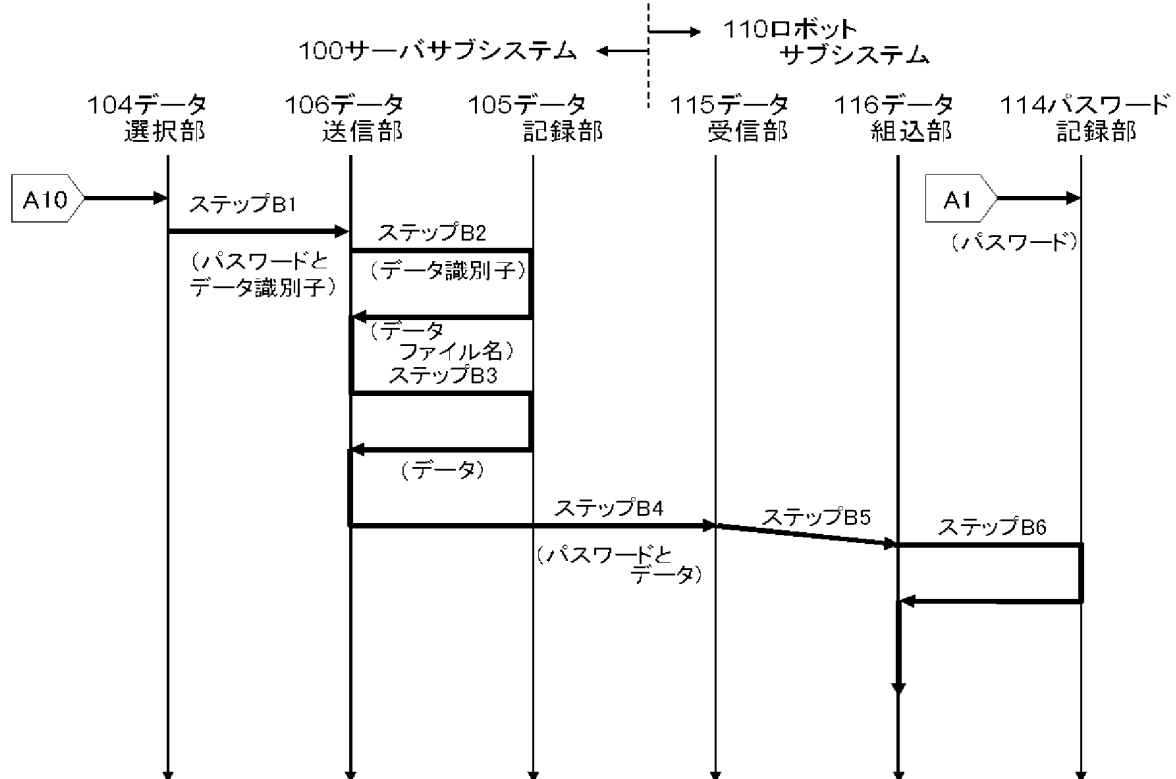 100サーバサブシステム
110ロボット
サブシステム
104データ
選択部
106データ
送信部
105データ
記録部
115データ
受信部
116データ
組込部
114パスワード
記録部
A10
A1
ステップB1
(パスワードと
データ識別子)
ステップB2
(データ識別子)
(データ
ファイル名)
ステップB3
(データ)
(パスワード)
ステップB4
(パスワードと
データ)
ステップB5
ステップB6